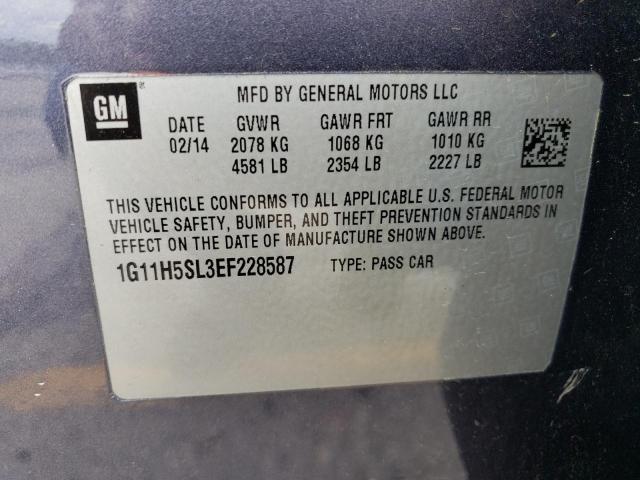 GM
MFD BY GENERAL MOTORS LLC
DATE GVWR GAWR FRT GAWR RR
02/14 2078 KG 1068 KG 1010 KG
4581 LB 2354 LB 2227 LB
THIS VEHICLE CONFORMS TO ALL APPLICABLE U.S. FEDERAL MOTOR
VEHICLE SAFETY, BUMPER, AND THEFT PREVENTION STANDARDS IN
EFFECT ON THE DATE OF MANUFACTURE SHOWN ABOVE.
1G11H5SL3EF228587 TYPE: PASS CAR